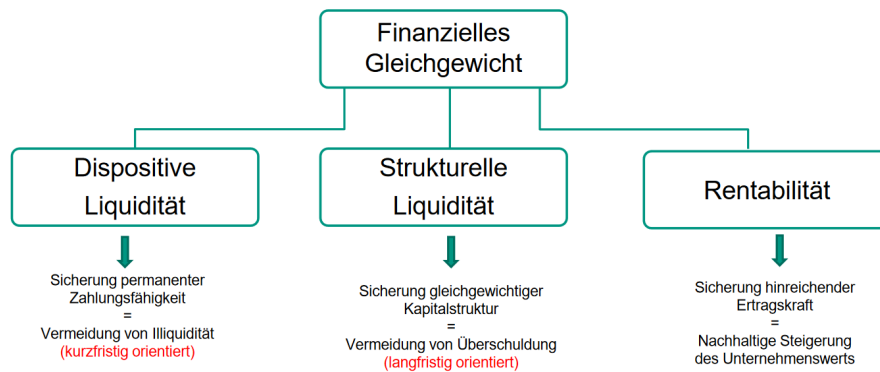 Finanzielles
Gleichgewicht
Dispositive
Liquidität
Strukturelle
Liquidität
Rentabilität
Sicherung permanenter
Zahlungsfähigkeit
=
Vermeidung von Illiquidität
(kurzfristig orientiert)
Sicherung gleichgewichtiger
Kapitalstruktur
=
Vermeidung von Überschuldung
(langfristig orientiert)
Sicherung hinreichender
Ertragskraft
=
Nachhaltige Steigerung
des Unternehmenswerts